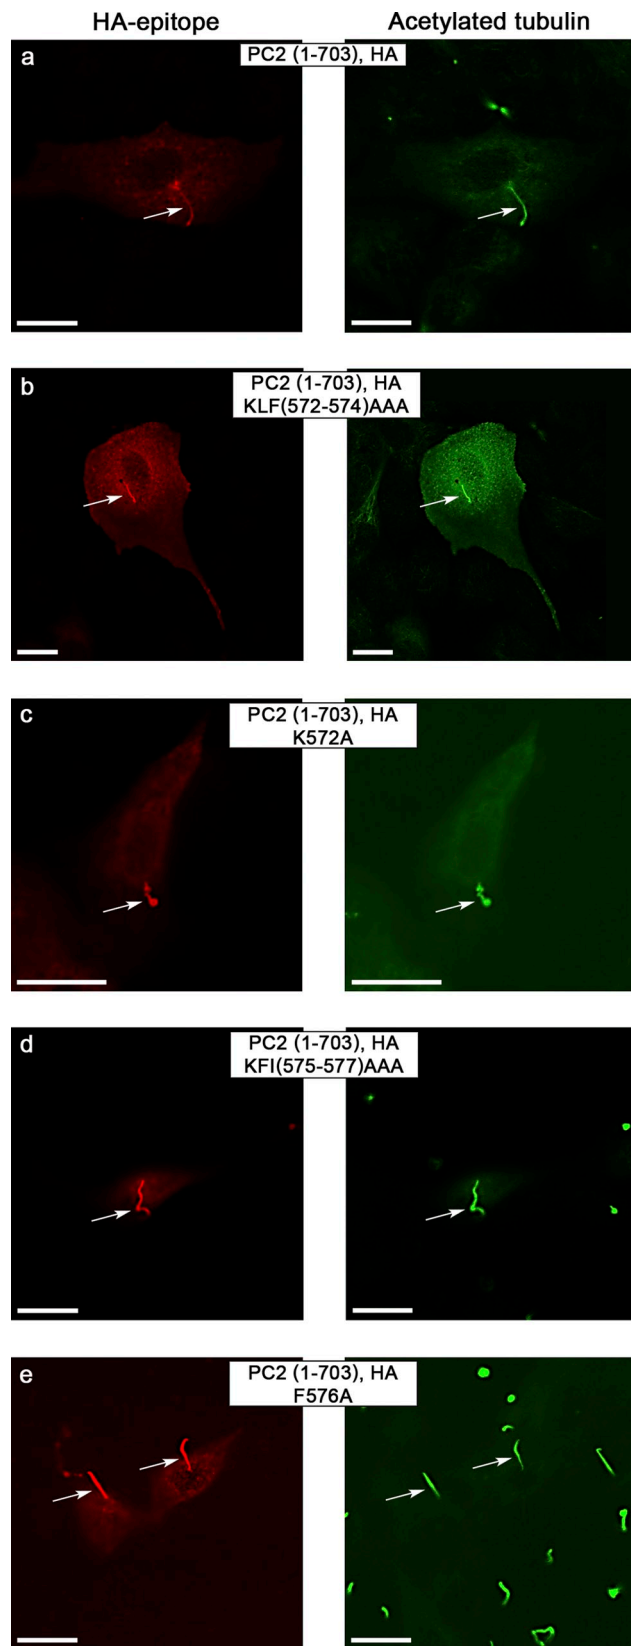 HA-epitope Acetylated tubulin
a PC2 (1-703), HA
b PC2 (1-703), HA
KLF(572-574)AAA
c PC2 (1-703), HA
K572A
d PC2 (1-703), HA
KFI(575-577)AAA
e PC2 (1-703), HA
F576A